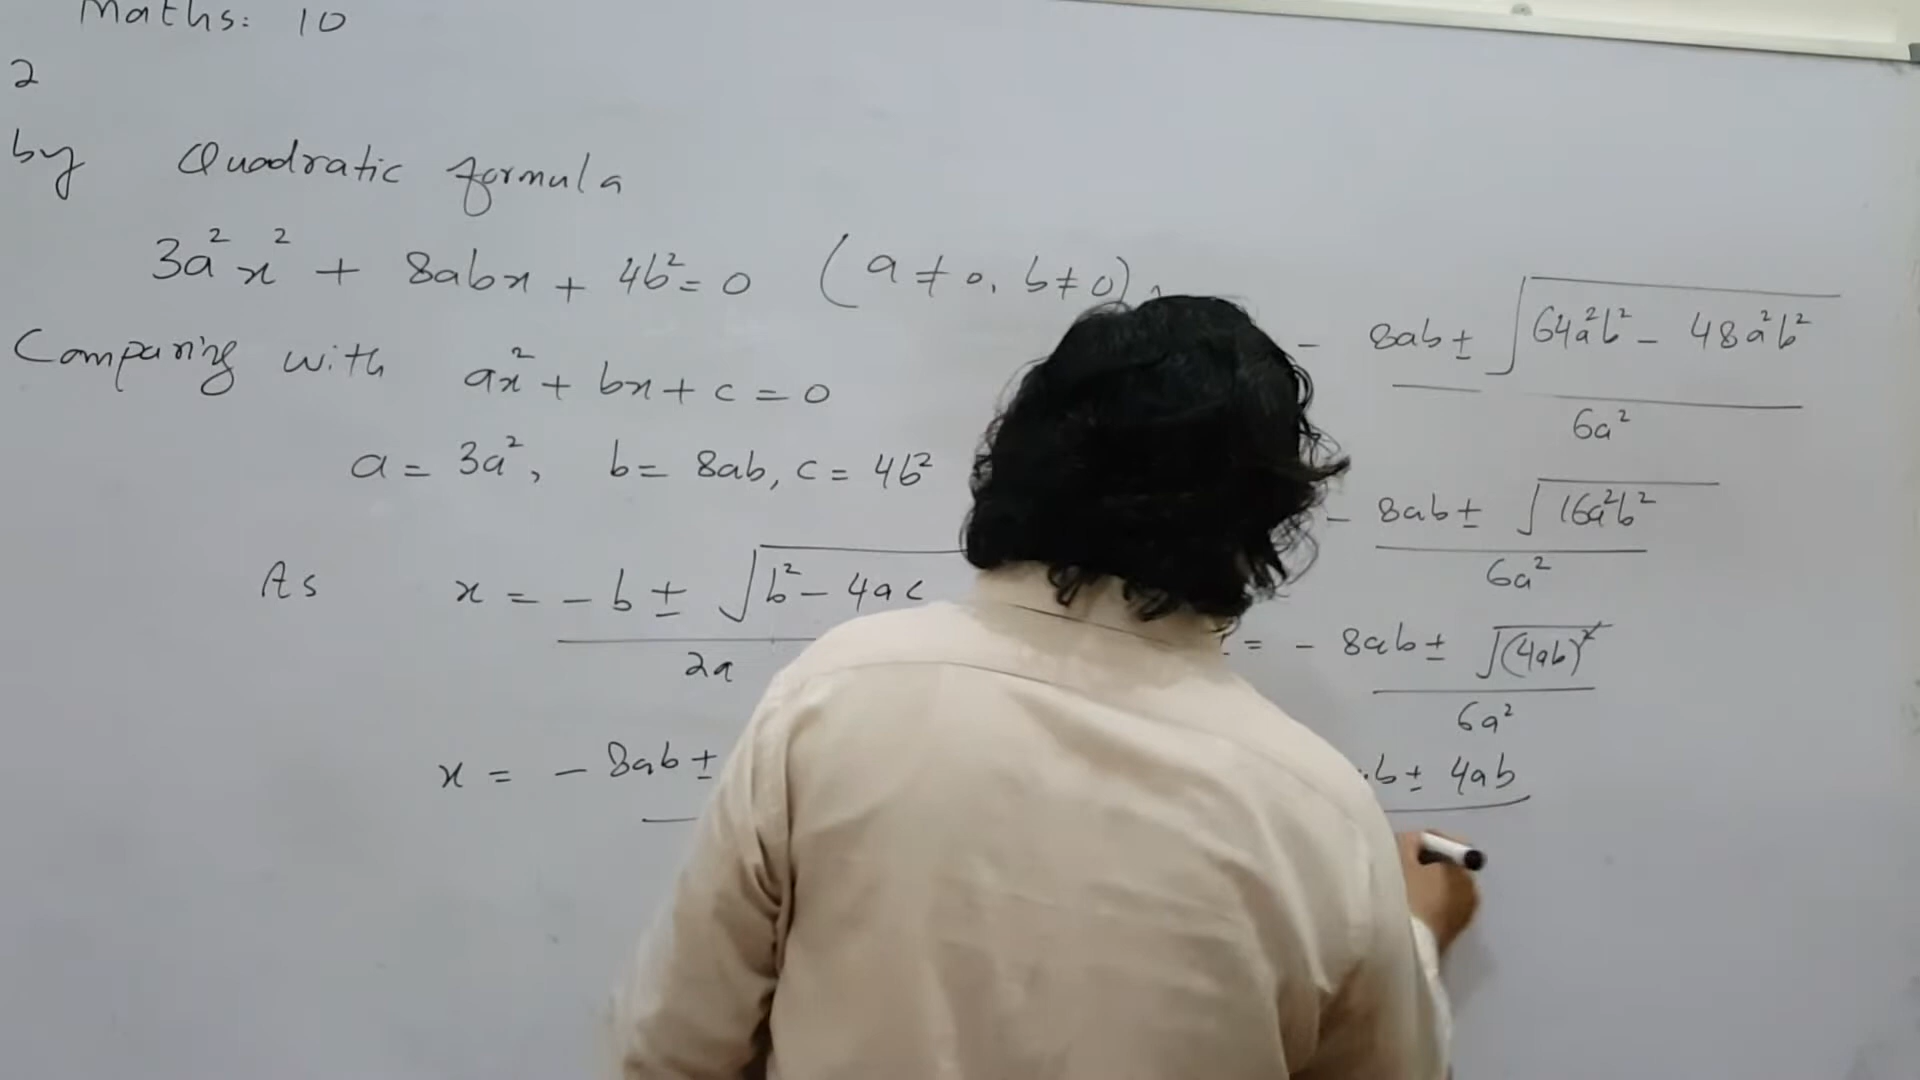 Maths: 10
2
by Quadratic formula
3a²x² + 8abx + 4b² = 0 (a ≠ 0, b ≠ 0),
Comparing with ax² + bx + c = 0
a = 3a², b = 8ab, c = 4b²
As x = - b ± √b² - 4ac
2a
x = - 8ab ±
- 8ab ± √64a²b² - 48a²b²
6a²
- 8ab ± √16a²b²
6a²
= - 8ab ± √(4ab)²
6a²
b ± 4ab